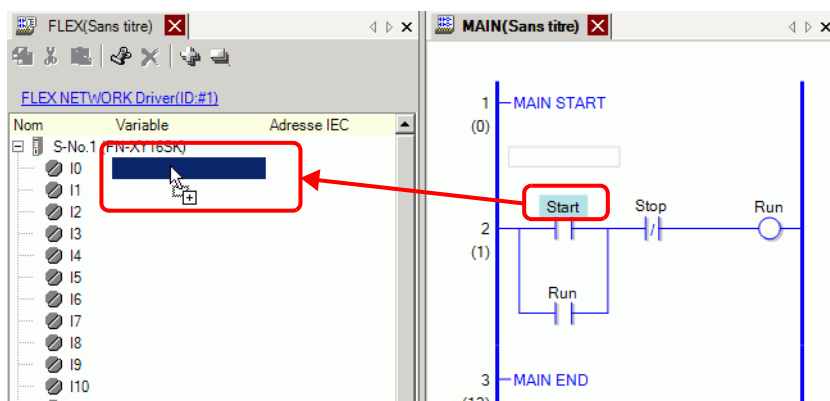 FLEX(Sans titre)
FLEX NETWORK Driver(ID:#1)
Nom Variable Adresse IEC
S-No.1 (FN-XY16SK)
I0
I1
I2
I3
I4
I5
I6
I7
I8
I9
I10
MAIN(Sans titre)
1 MAIN START
(0)
Start Stop Run
2
(1)
Run
3 MAIN END